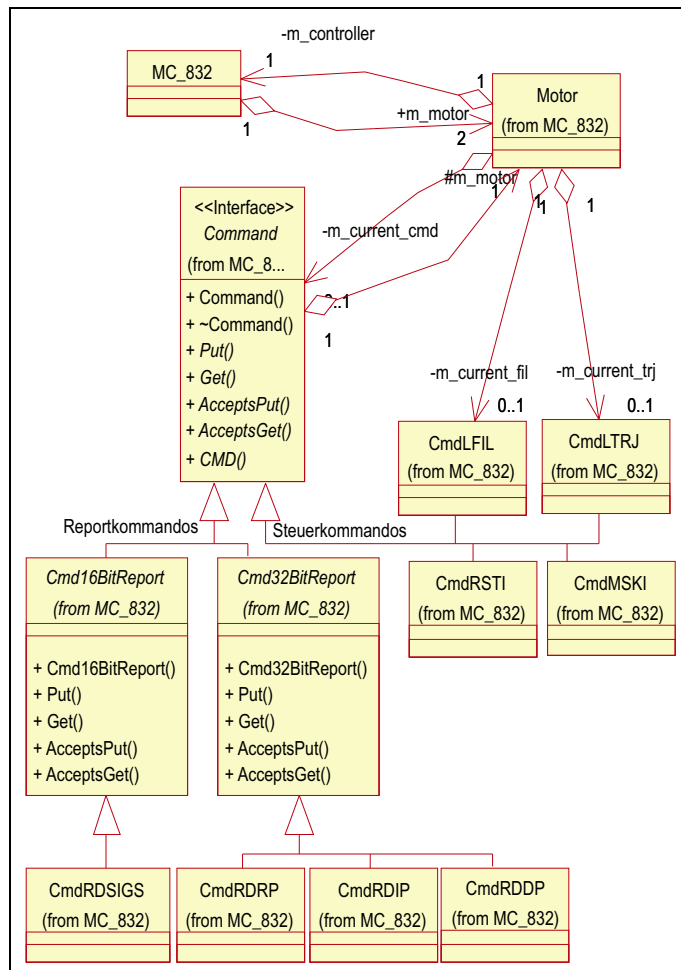 -m_controller
1
1
MC_832
Motor
(from MC_832)
+m_motor
1
2
#m_motor
1
1
1
1
<<Interface>>
Command
(from MC_8...
-m_current_cmd
+ Command()
+ ~Command()
+ Put()
+ Get()
+ AcceptsPut()
+ AcceptsGet()
+ CMD()
0..1
1
-m_current_fil
-m_current_trj
0..1
0..1
CmdLFIL
(from MC_832)
CmdLTRJ
(from MC_832)
Reportkommandos
Steuerkommandos
Cmd16BitReport
(from MC_832)
Cmd32BitReport
(from MC_832)
CmdRSTI
(from MC_832)
CmdMSKI
(from MC_832)
+ Cmd16BitReport()
+ Put()
+ Get()
+ AcceptsPut()
+ AcceptsGet()
+ Cmd32BitReport()
+ Put()
+ Get()
+ AcceptsPut()
+ AcceptsGet()
CmdRDSIGS
(from MC_832)
CmdRDRP
(from MC_832)
CmdRDIP
(from MC_832)
CmdRDDP
(from MC_832)